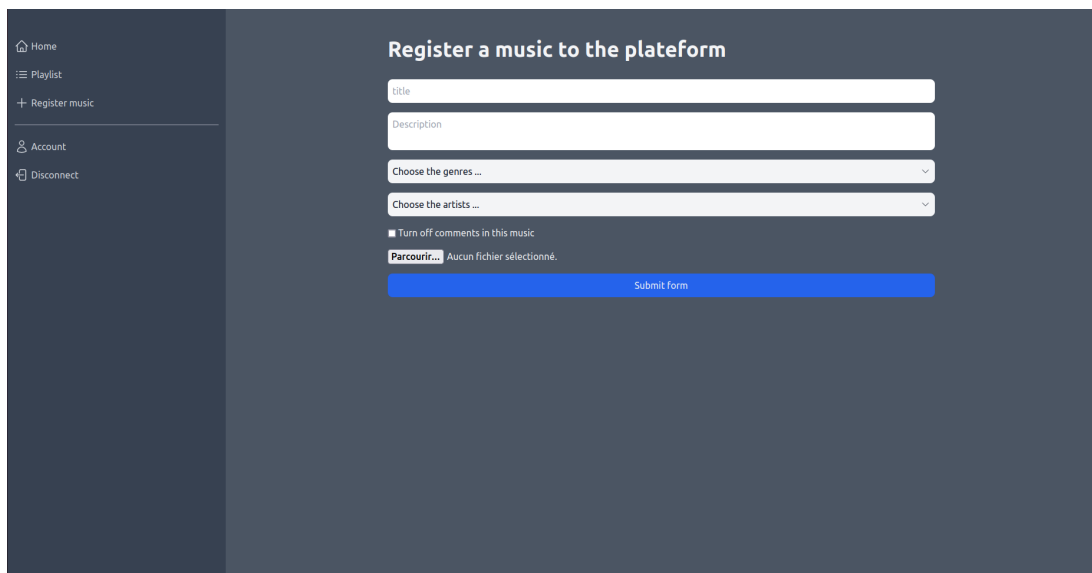 Home
Playlist
Register music
Account
Disconnect
Register a music to the plateform
title
Description
Choose the genres ...
Choose the artists ...
Turn off comments in this music
Parcourir... Aucun fichier sélectionné.
Submit form